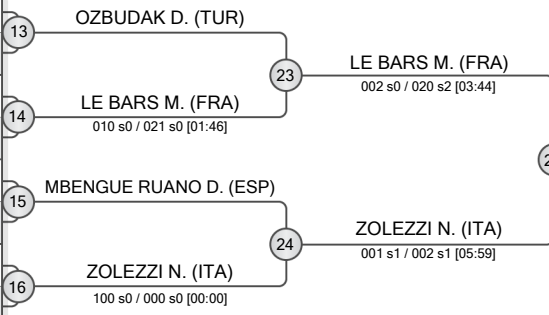 OZBUDAK D. (TUR)
13
23
LE BARS M. (FRA)
002 s0 / 020 s2 [03:44]
LE BARS M. (FRA)
14
010 s0 / 021 s0 [01:46]
MBENGUE RUANO D. (ESP)
15
24
ZOLEZZI N. (ITA)
001 s1 / 002 s1 [05:59]
ZOLEZZI N. (ITA)
16
100 s0 / 000 s0 [00:00]